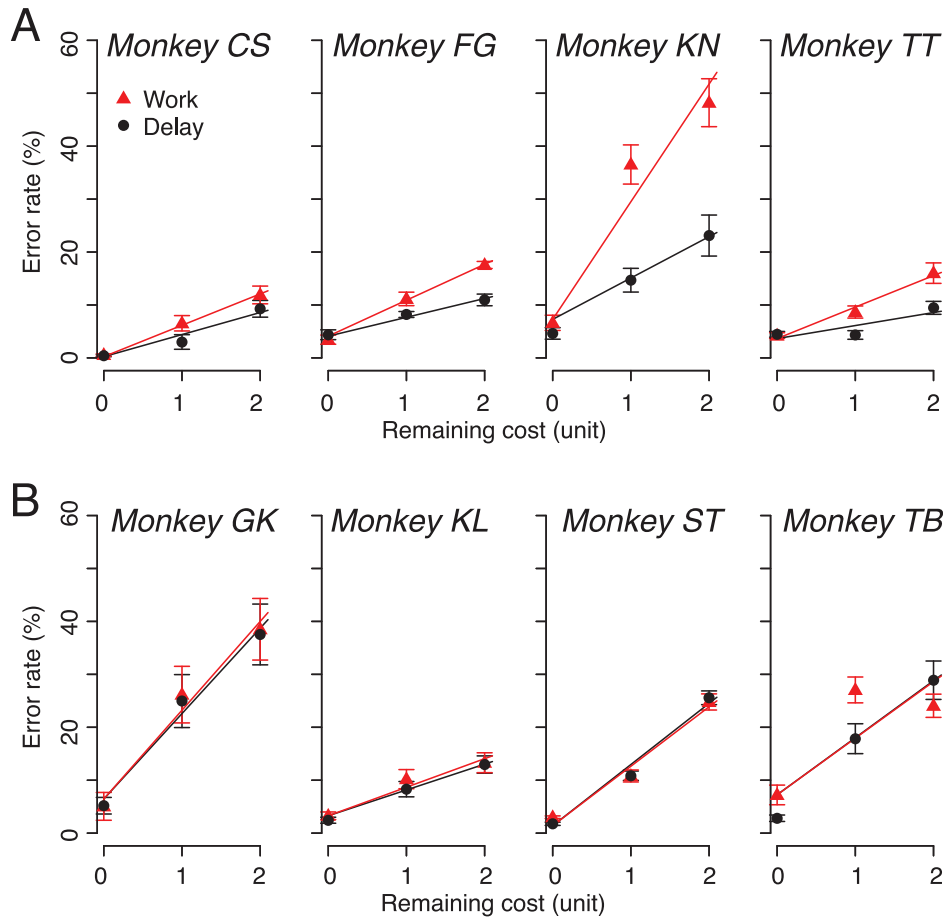 A
Monkey CS
Monkey FG
Monkey KN
Monkey TT
Work
Delay
Error rate (%)
60
40
20
0
0 1 2
0 1 2
0 1 2
0 1 2
Remaining cost (unit)
B
Monkey GK
Monkey KL
Monkey ST
Monkey TB
Error rate (%)
60
40
20
0
0 1 2
0 1 2
0 1 2
0 1 2
Remaining cost (unit)